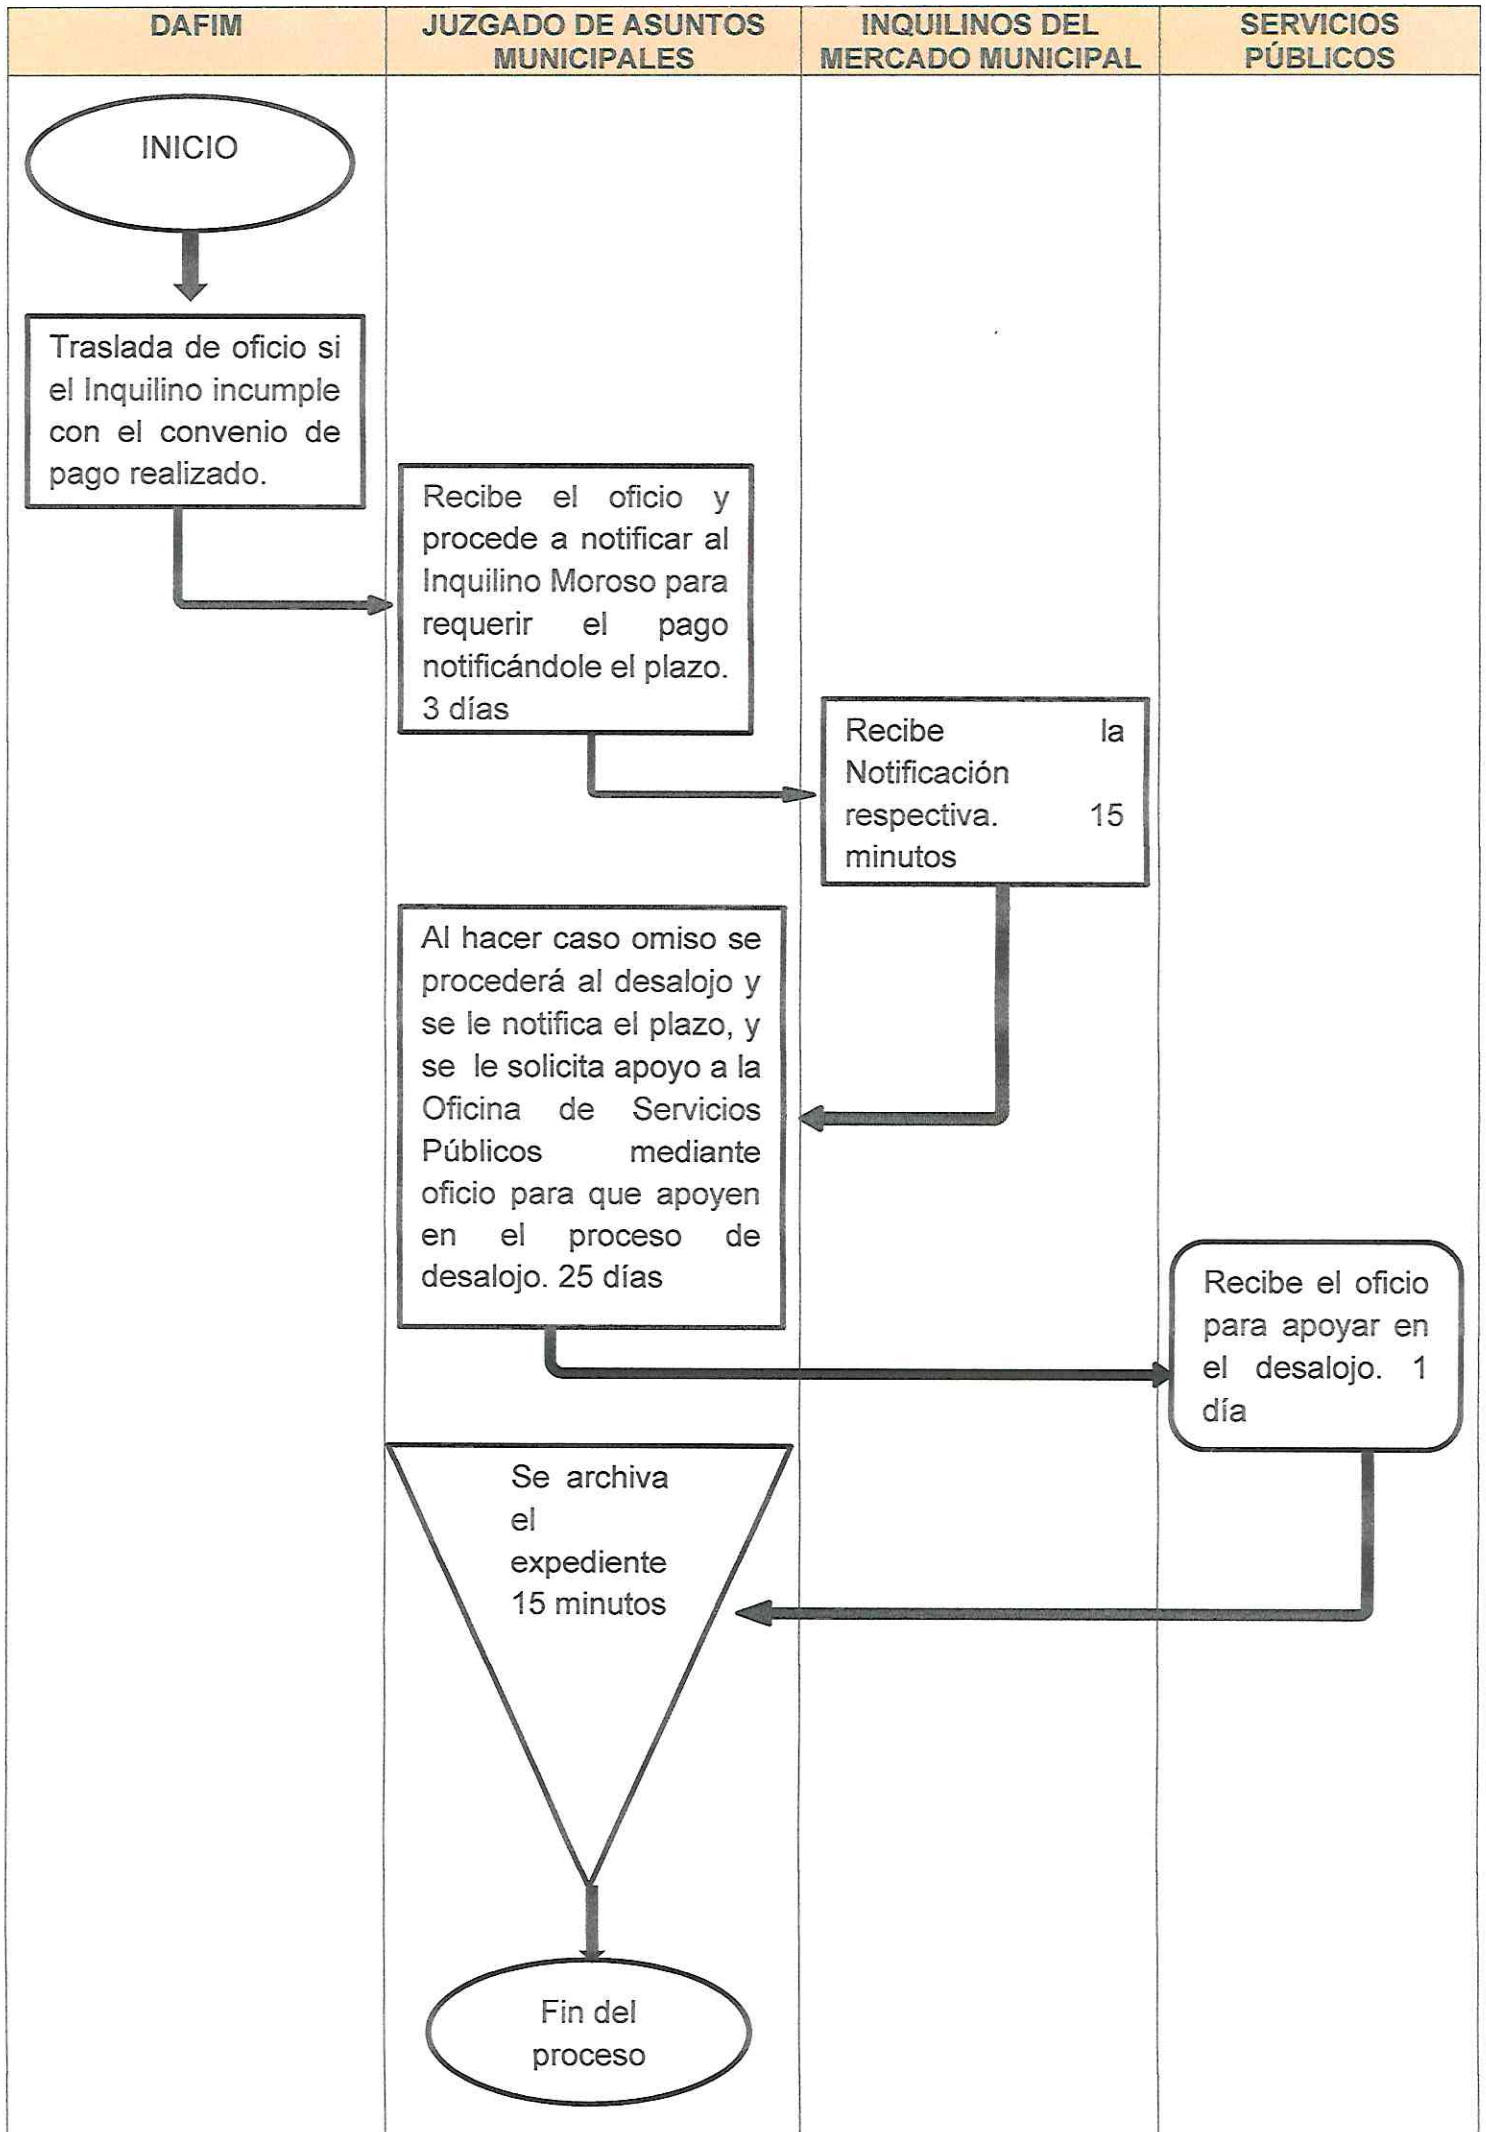 DAFIM
JUZGADO DE ASUNTOS
MUNICIPALES
INQUILINOS DEL
MERCADO MUNICIPAL
SERVICIOS
PÚBLICOS
INICIO
Traslada de oficio si
el Inquilino incumple
con el convenio de
pago realizado.
Recibe el oficio y
procede a notificar al
Inquilino Moroso para
requerir el pago
notificándole el plazo.
3 días
Recibe la
Notificación
respectiva. 15
minutos
Al hacer caso omiso se
procederá al desalojo y
se le notifica el plazo, y
se le solicita apoyo a la
Oficina de Servicios
Públicos mediante
oficio para que apoyen
en el proceso de
desalojo. 25 días
Recibe el oficio
para apoyar en
el desalojo. 1
día
Se archiva
el
expediente
15 minutos
Fin del
proceso